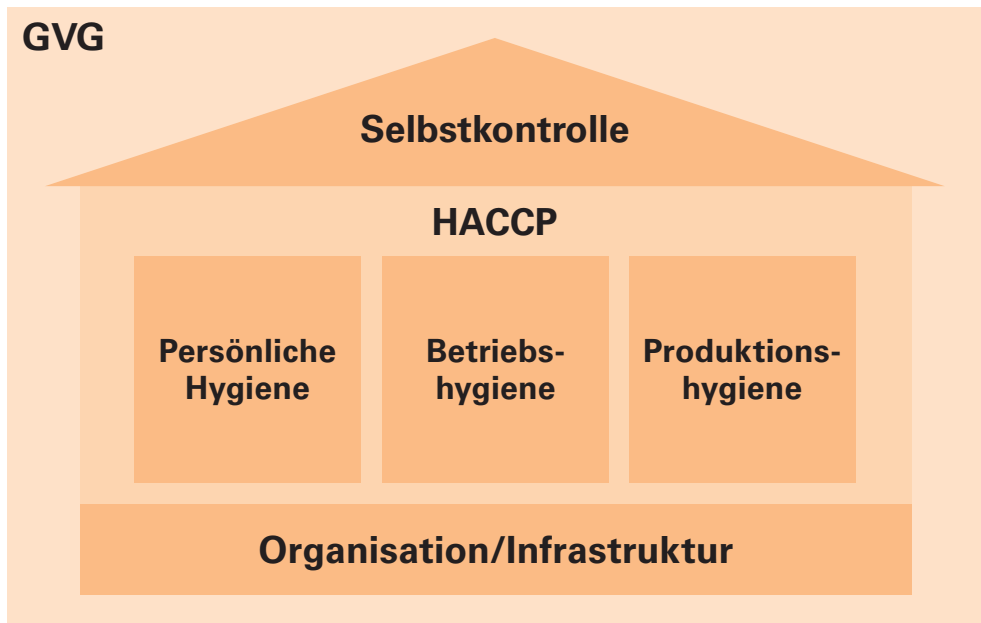 GVG
Selbstkontrolle
HACCP
Persönliche
Hygiene
Betriebs-
hygiene
Produktions-
hygiene
Organisation/Infrastruktur